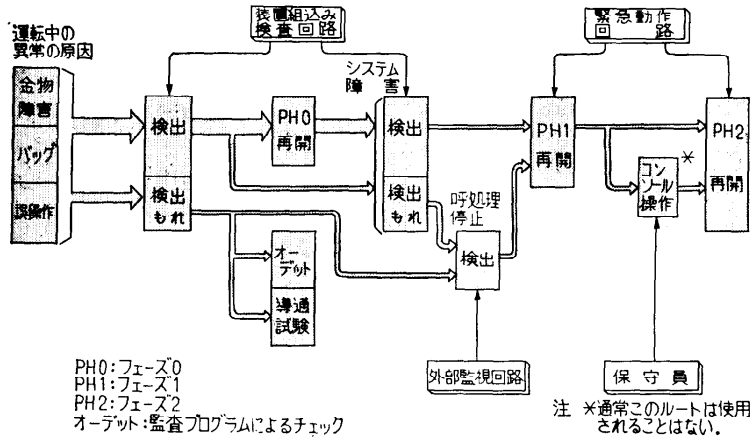 装置組込み
検査回路
緊急動作
回路
運転中の
異常の原因
金物
障害
バッグ
誤操作
検出
検出
もれ
PH0
再開
システム
障害
検出
検出
もれ
オー
デット
導通
試験
呼処理
停止
検出
PH1
再開
コン
ソール
操作
*
PH2
再開
外部監視回路
保守員
PH0:フェーズ0
PH1:フェーズ1
PH2:フェーズ2
オーデット:監査プログラムによるチェック
注 *通常このルートは使用
されることはない。